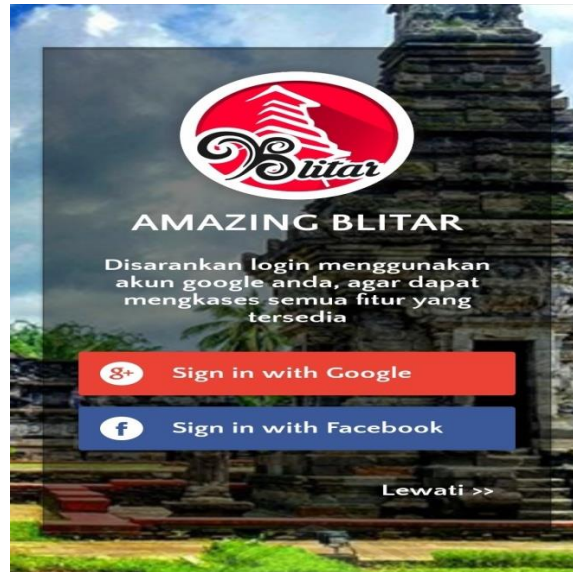 Blitar
AMAZING BLITAR
Disarankan login menggunakan
akun google anda, agar dapat
mengkases semua fitur yang
tersedia
8+ Sign in with Google
f Sign in with Facebook
Lewati >>